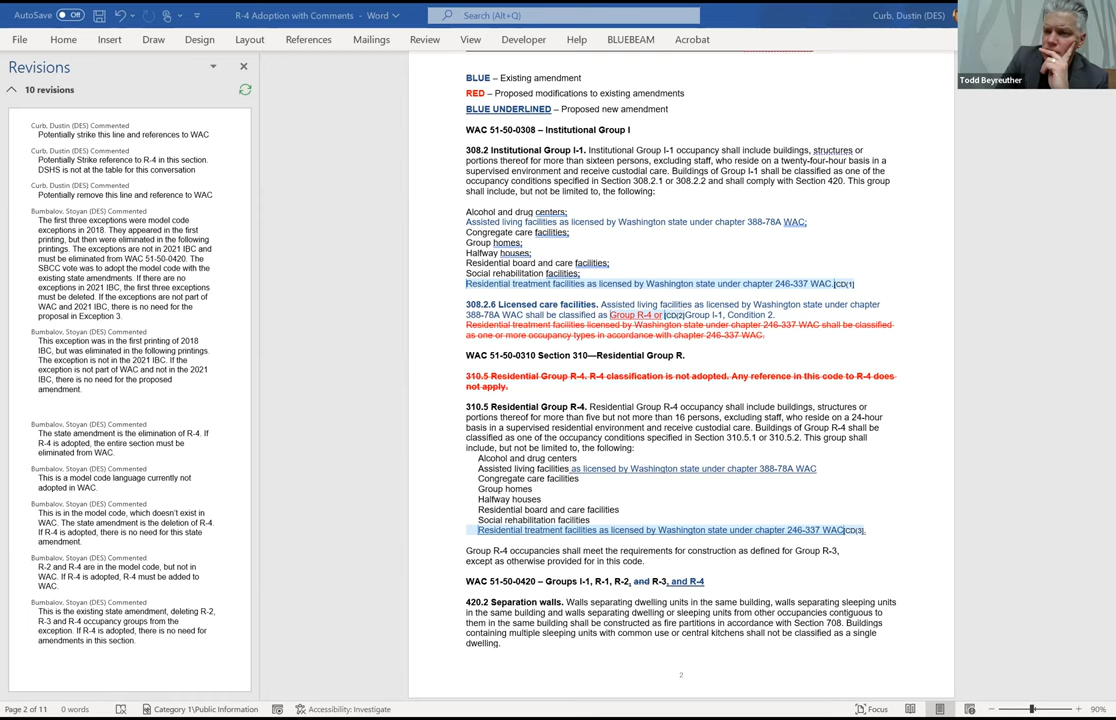 AutoSave Off R-4 Adoption with Comments - Word Search (Alt+Q) Curb, Dustin (DES)
File Home Insert Draw Design Layout References Mailings Review View Developer Help BLUEBEAM Acrobat
Todd Beyreuther
Revisions
10 revisions
Curb, Dustin (DES) Commented
Potentially strike this line and references to WAC
Curb, Dustin (DES) Commented
Potentially Strike reference to R-4 in this section.
DSHS is not at the table for this conversation
Curb, Dustin (DES) Commented
Potentially remove this line and reference to WAC
Bumbalov, Stoyan (DES) Commented
The first three exceptions were model code
exceptions in 2018. They appeared in the first
printing, but then were eliminated in the following
printings. The exceptions are not in 2021 IBC and
must be eliminated from WAC 51-50-0420. The
SBCC vote was to adopt the model code with the
existing state amendments. If there are no
exceptions in 2021 IBC, the first three exceptions
must be deleted. If the exceptions are not part of
WAC and 2021 IBC, there is no need for the
proposal in Exception 3.
Bumbalov, Stoyan (DES) Commented
This exception was in the first printing of 2018
IBC, but was eliminated in the following printings.
The exception is not in the 2021 IBC. If the
exception is not part of WAC and not in the 2021
IBC, there is no need for the proposed
amendment.
Bumbalov, Stoyan (DES) Commented
The state amendment is the elimination of R-4. If
R-4 is adopted, the entire section must be
eliminated from WAC.
Bumbalov, Stoyan (DES) Commented
This is a model code language currently not
adopted in WAC.
Bumbalov, Stoyan (DES) Commented
This is in the model code, which doesn't exist in
WAC. The state amendment is the deletion of R-4.
If R-4 is adopted, there is no need for this state
amendment.
Bumbalov, Stoyan (DES) Commented
R-2 and R-4 are in the model code, but not in
WAC. If R-4 is adopted, R-4 must be added to
WAC.
Bumbalov, Stoyan (DES) Commented
This is the existing state amendment, deleting R-2,
R-3 and R-4 occupancy groups from the
exception. If R-4 is adopted, there is no need for
amendments in this section.
BLUE – Existing amendment
RED – Proposed modifications to existing amendments
BLUE UNDERLINED – Proposed new amendment
WAC 51-50-0308 – Institutional Group I
308.2 Institutional Group I-1. Institutional Group I-1 occupancy shall include buildings, structures or
portions thereof for more than sixteen persons, excluding staff, who reside on a twenty-four-hour basis in a
supervised environment and receive custodial care. Buildings of Group I-1 shall be classified as one of the
occupancy conditions specified in Section 308.2.1 or 308.2.2 and shall comply with Section 420. This group
shall include, but not be limited to, the following:
Alcohol and drug centers;
Assisted living facilities as licensed by Washington state under chapter 388-78A WAC;
Congregate care facilities;
Group homes;
Halfway houses;
Residential board and care facilities;
Social rehabilitation facilities;
Residential treatment facilities as licensed by Washington state under chapter 246-337 WAC.[CD(1]
308.2.6 Licensed care facilities. Assisted living facilities as licensed by Washington state under chapter
388-78A WAC shall be classified as Group R-4 or [CD(2]Group I-1, Condition 2.
Residential treatment facilities licensed by Washington state under chapter 246-337 WAC shall be classified
as one or more occupancy types in accordance with chapter 246-337 WAC.
WAC 51-50-0310 Section 310—Residential Group R.
310.5 Residential Group R-4. R-4 classification is not adopted. Any reference in this code to R-4 does
not apply.
310.5 Residential Group R-4. Residential Group R-4 occupancy shall include buildings, structures or
portions thereof for more than five but not more than 16 persons, excluding staff, who reside on a 24-hour
basis in a supervised residential environment and receive custodial care. Buildings of Group R-4 shall be
classified as one of the occupancy conditions specified in Section 310.5.1 or 310.5.2. This group shall
include, but not be limited to, the following:
Alcohol and drug centers
Assisted living facilities as licensed by Washington state under chapter 388-78A WAC
Congregate care facilities
Group homes
Halfway houses
Residential board and care facilities
Social rehabilitation facilities
Residential treatment facilities as licensed by Washington state under chapter 246-337 WAC[CD(3].
Group R-4 occupancies shall meet the requirements for construction as defined for Group R-3,
except as otherwise provided for in this code.
WAC 51-50-0420 – Groups I-1, R-1, R-2, and R-3, and R-4
420.2 Separation walls. Walls separating dwelling units in the same building, walls separating sleeping units
in the same building and walls separating dwelling or sleeping units from other occupancies contiguous to
them in the same building shall be constructed as fire partitions in accordance with Section 708. Buildings
containing multiple sleeping units with common use or central kitchens shall not be classified as a single
dwelling.
2
Page 2 of 11 0 words Category 1\Public Information Accessibility: Investigate Focus 90%